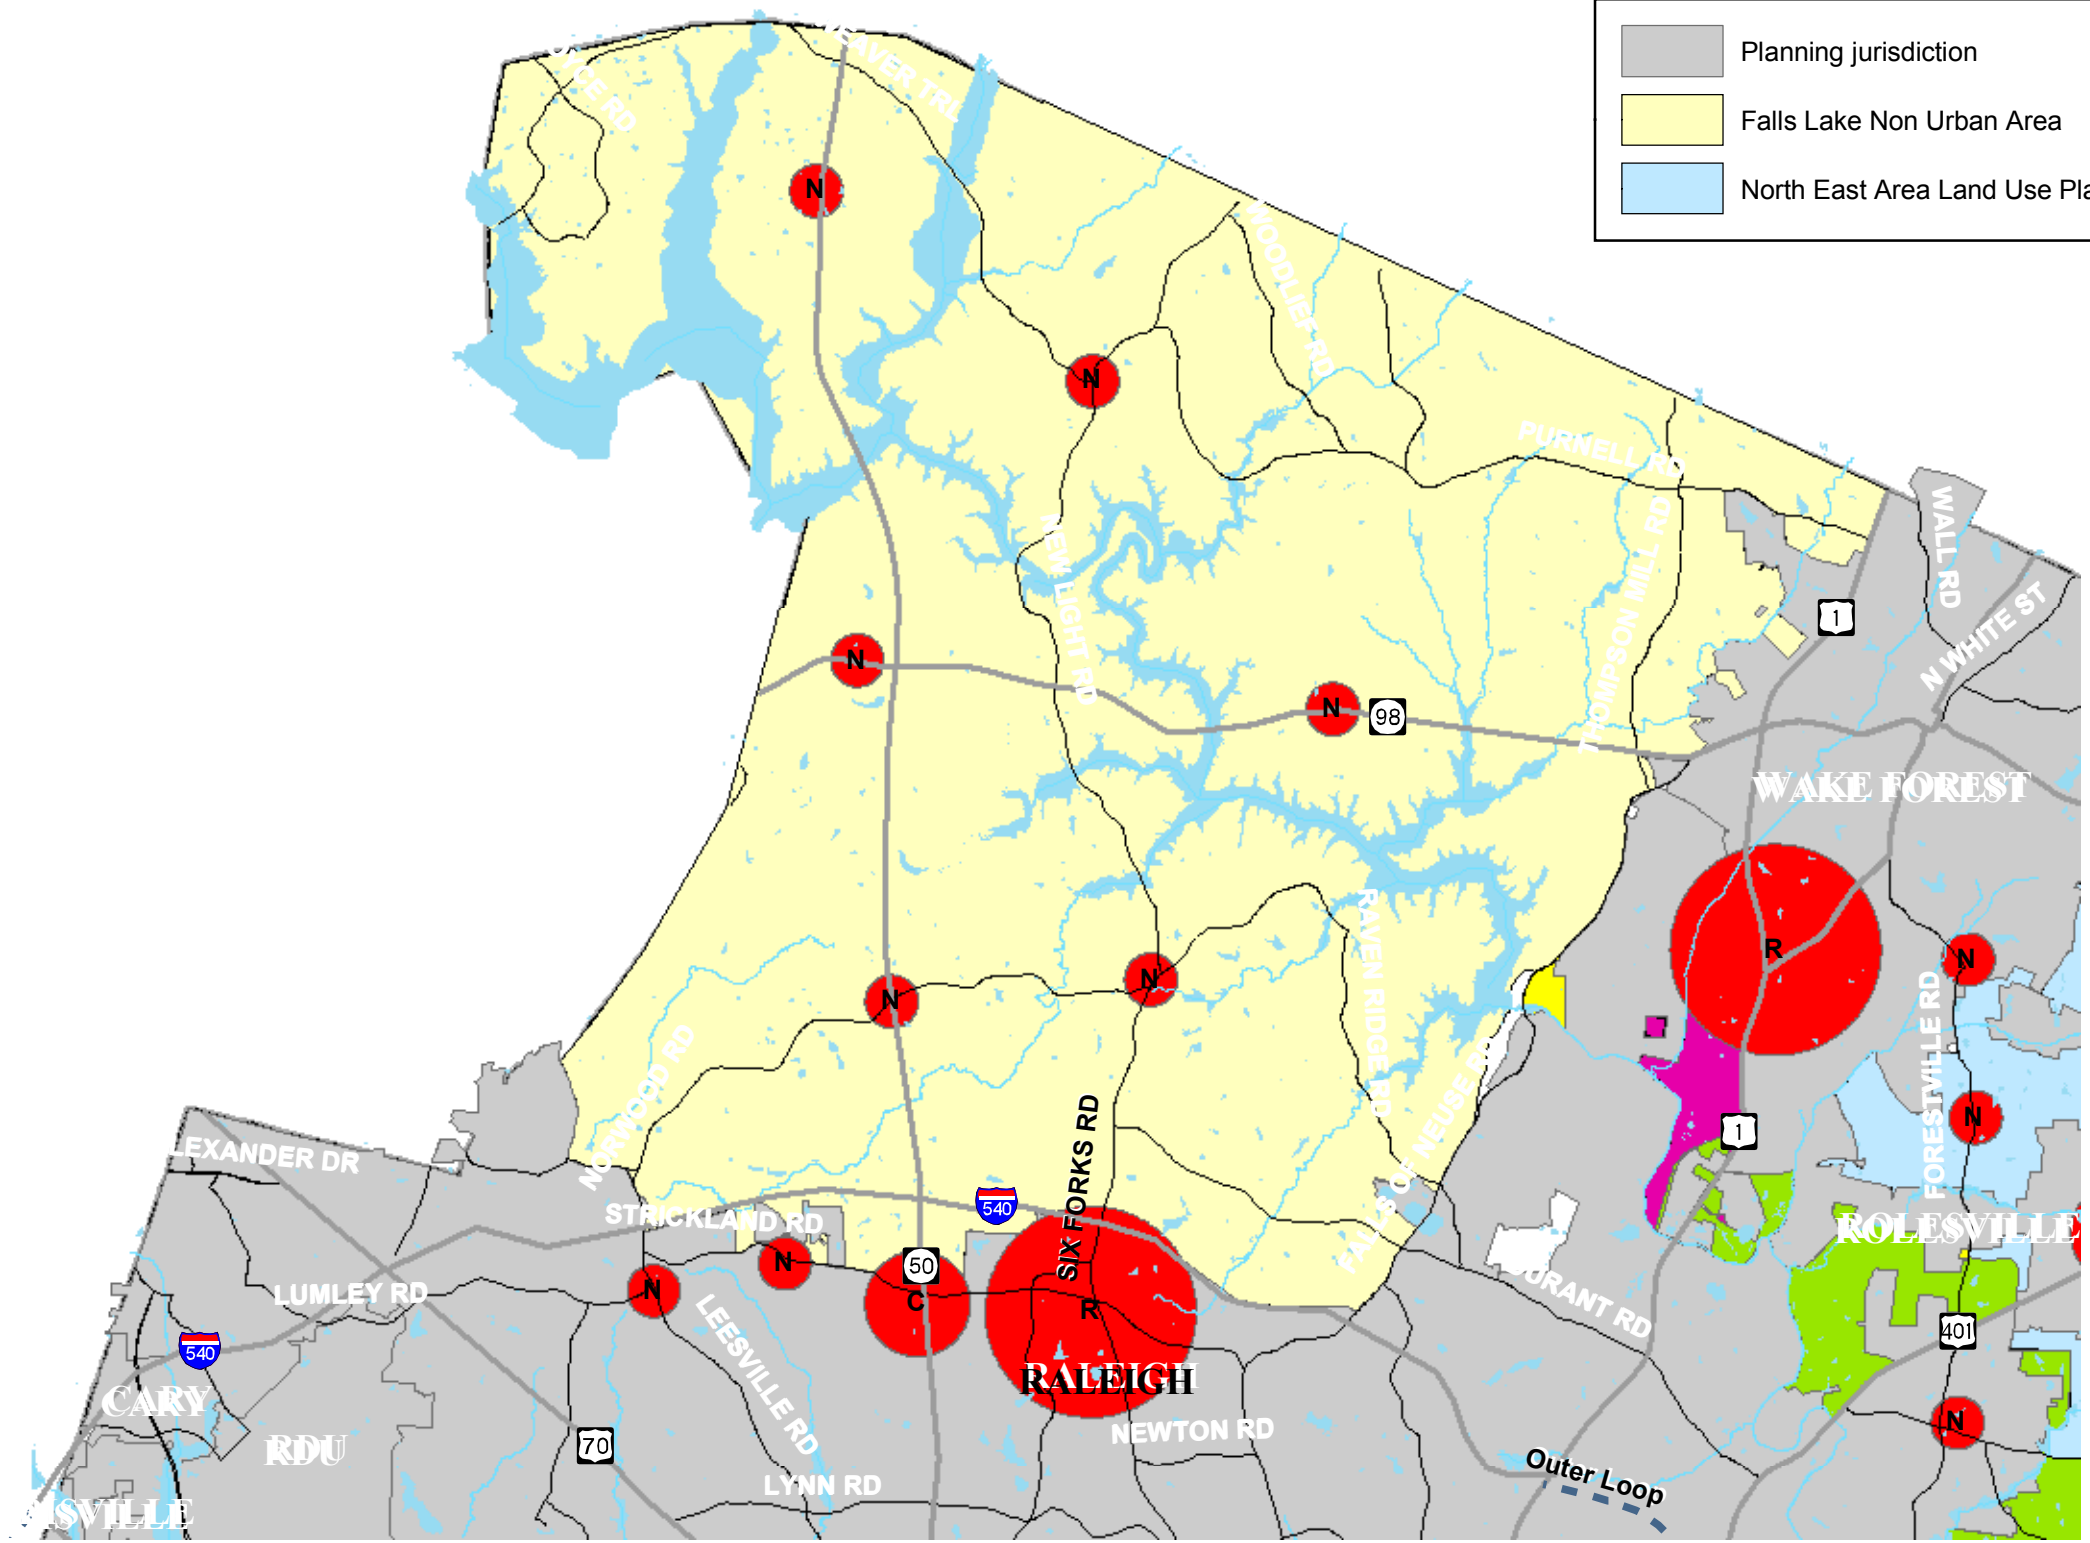 Planning jurisdiction
Falls Lake Non Urban Area
North East Area Land Use Pla
WEAVER TRL
N
WOODLIEF RD
N
PURNELL RD
WALL RD
NEW LIGHT RD
THOMPSON MILL RD
1
N WHITE ST
N
N
98
WAKE FOREST
RAVEN RIDGE RD
R
N
N
N
FORESTVILLE RD
NORWOOD RD
FALLS OF NEUSE RD
SIX FORKS RD
N
1
LEXANDER DR
540
STRICKLAND RD
ROLESVILLE
N
50
N
LUMLEY RD
C
R
DURANT RD
LEESVILLE RD
401
540
RALEIGH
CARY
NEWTON RD
N
RDU
70
LYNN RD
Outer Loop
ISVILLE